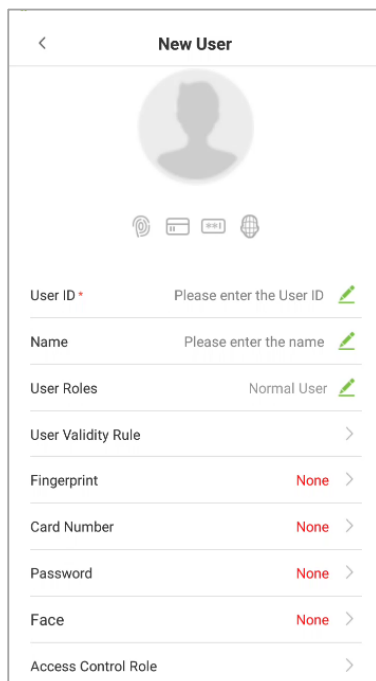 New User
User ID * Please enter the User ID
Name Please enter the name
User Roles Normal User
User Validity Rule
Fingerprint None
Card Number None
Password None
Face None
Access Control Role